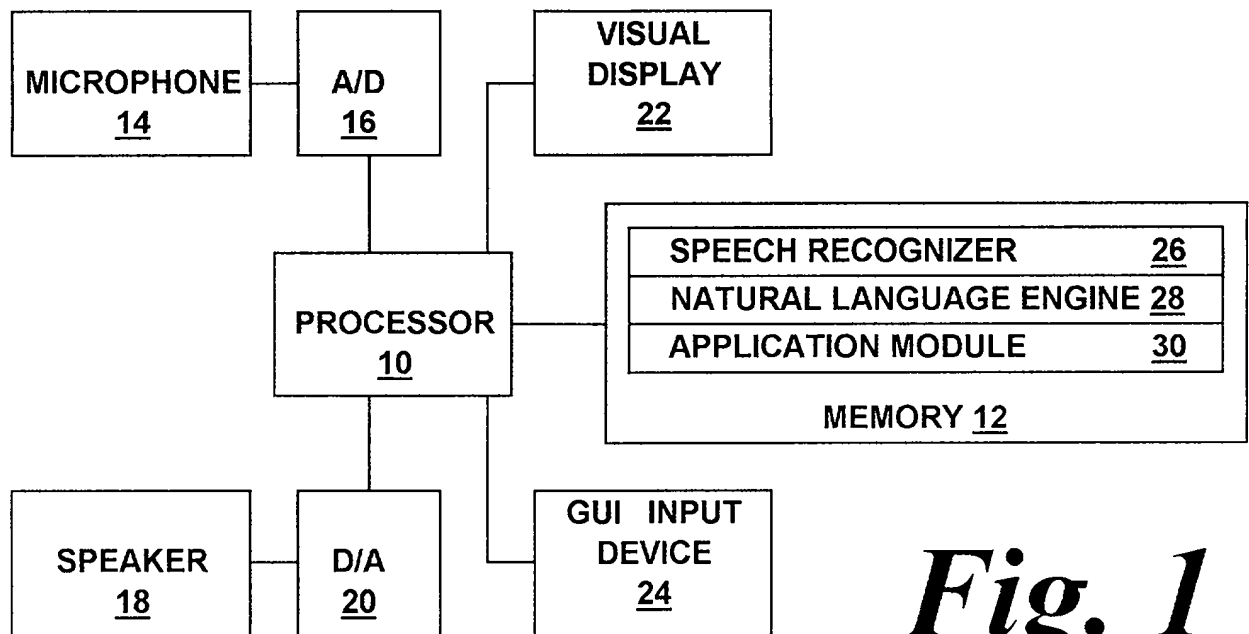 MICROPHONE
14
A/D
16
VISUAL
DISPLAY
22
SPEECH RECOGNIZER 26
NATURAL LANGUAGE ENGINE 28
APPLICATION MODULE 30
MEMORY 12
PROCESSOR
10
SPEAKER
18
D/A
20
GUI INPUT
DEVICE
24
Fig. 1